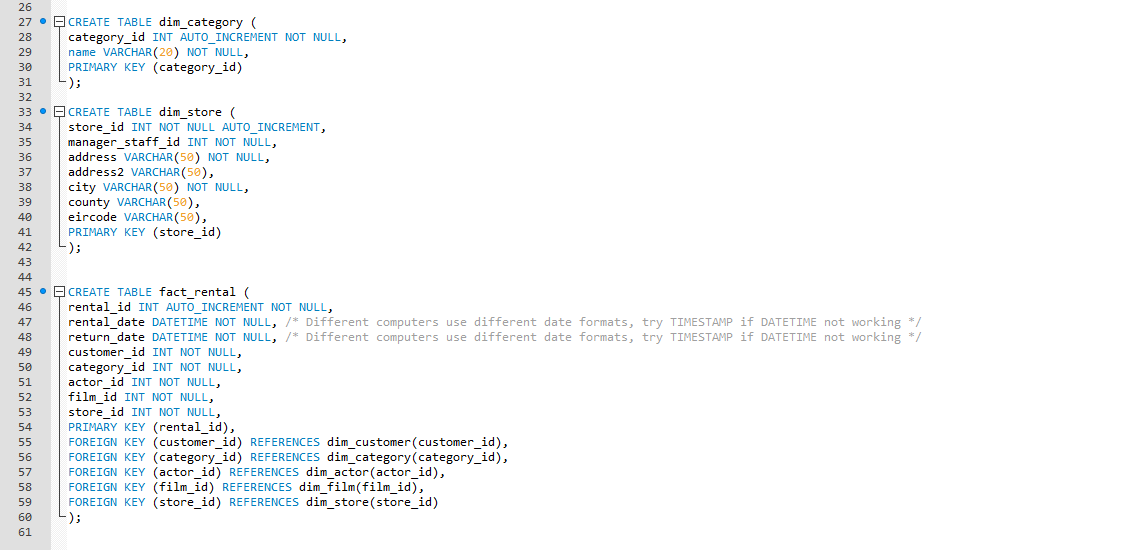 26
27 CREATE TABLE dim_category (
28 category_id INT AUTO_INCREMENT NOT NULL,
29 name VARCHAR(20) NOT NULL,
30 PRIMARY KEY (category_id)
31 );
32
33 CREATE TABLE dim_store (
34 store_id INT NOT NULL AUTO_INCREMENT,
35 manager_staff_id INT NOT NULL,
36 address VARCHAR(50) NOT NULL,
37 address2 VARCHAR(50),
38 city VARCHAR(50) NOT NULL,
39 county VARCHAR(50),
40 eircode VARCHAR(50),
41 PRIMARY KEY (store_id)
42 );
43
44
45 CREATE TABLE fact_rental (
46 rental_id INT AUTO_INCREMENT NOT NULL,
47 rental_date DATETIME NOT NULL, /* Different computers use different date formats, try TIMESTAMP if DATETIME not working */
48 return_date DATETIME NOT NULL, /* Different computers use different date formats, try TIMESTAMP if DATETIME not working */
49 customer_id INT NOT NULL,
50 category_id INT NOT NULL,
51 actor_id INT NOT NULL,
52 film_id INT NOT NULL,
53 store_id INT NOT NULL,
54 PRIMARY KEY (rental_id),
55 FOREIGN KEY (customer_id) REFERENCES dim_customer(customer_id),
56 FOREIGN KEY (category_id) REFERENCES dim_category(category_id),
57 FOREIGN KEY (actor_id) REFERENCES dim_actor(actor_id),
58 FOREIGN KEY (film_id) REFERENCES dim_film(film_id),
59 FOREIGN KEY (store_id) REFERENCES dim_store(store_id)
60 );
61